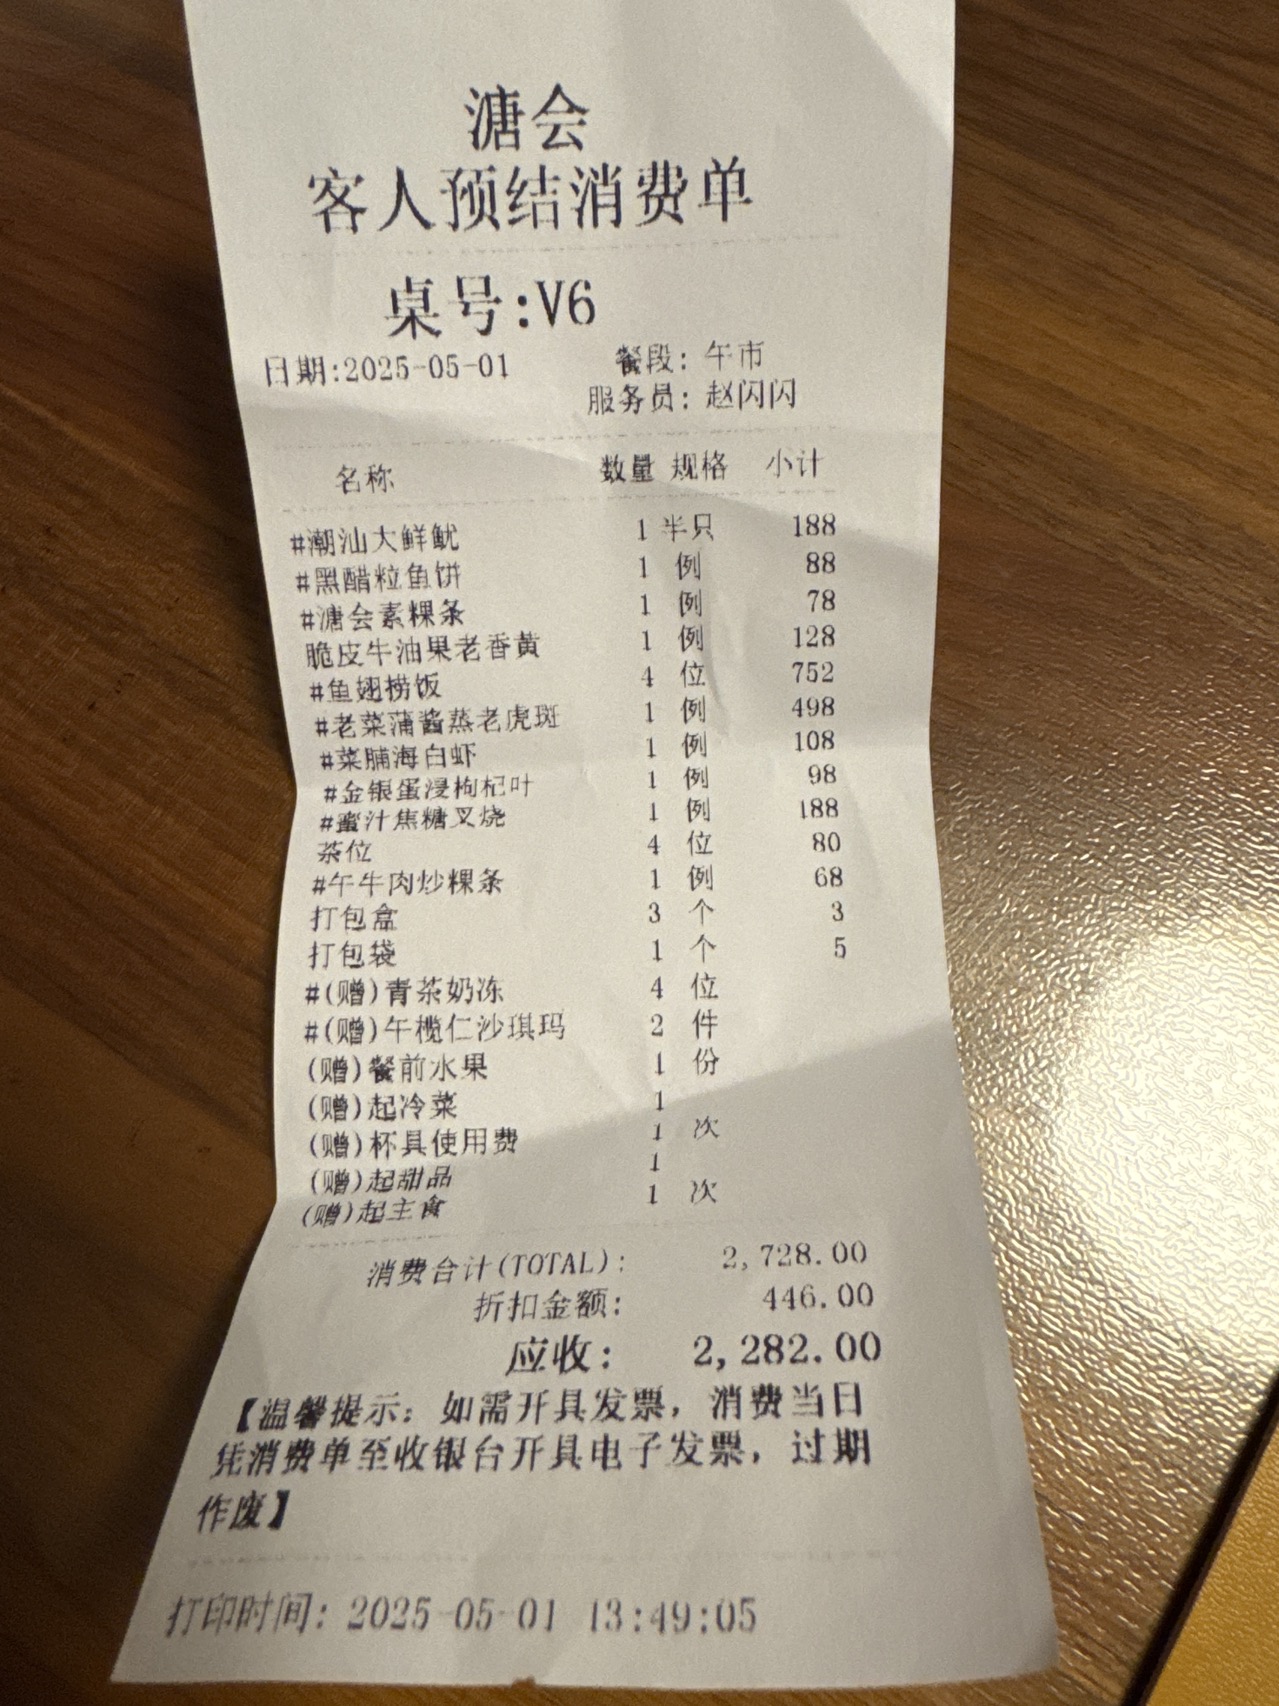 溏会
客人预结消费单
桌号:V6
日期:2025-05-01 餐段: 午市
服务员: 赵闪闪
名称 数量 规格 小计
#潮汕大鲜鱿 1 半只 188
#黑醋粒鱼饼 1 例 88
#溏会素粿条 1 例 78
脆皮牛油果老香黄 1 例 128
#鱼翅捞饭 4 位 752
#老菜蒲酱蒸老虎斑 1 例 498
#菜脯海白虾 1 例 108
#金银蛋浸枸杞叶 1 例 98
#蜜汁焦糖叉烧 1 例 188
茶位 4 位 80
#午牛肉炒粿条 1 例 68
打包盒 3 个 3
打包袋 1 个 5
#(赠)青茶奶冻 4 位
#(赠)午榄仁沙琪玛 2 件
(赠)餐前水果 1 份
(赠)起冷菜 1
(赠)杯具使用费 1 次
(赠)起甜品 1
(赠)起主食 1 次
消费合计(TOTAL): 2,728.00
折扣金额: 446.00
应收: 2,282.00
【温馨提示: 如需开具发票, 消费当日
凭消费单至收银台开具电子发票, 过期
作废】
打印时间: 2025-05-01 13:49:05